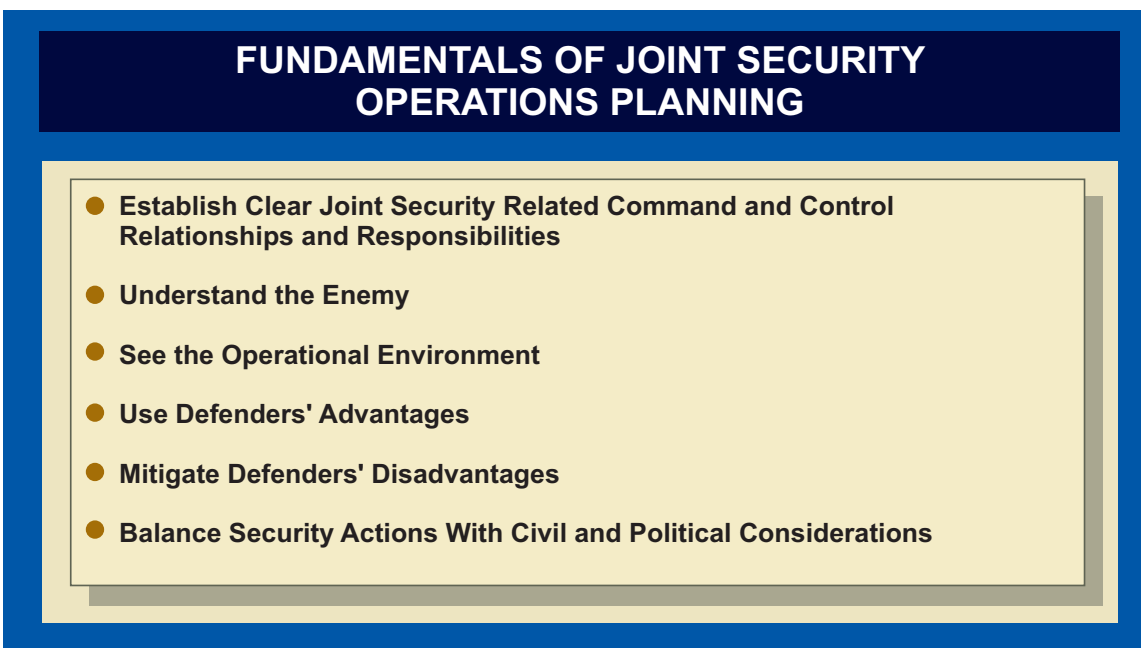 FUNDAMENTALS OF JOINT SECURITY
OPERATIONS PLANNING
Establish Clear Joint Security Related Command and Control
Relationships and Responsibilities
Understand the Enemy
See the Operational Environment
Use Defenders' Advantages
Mitigate Defenders' Disadvantages
Balance Security Actions With Civil and Political Considerations